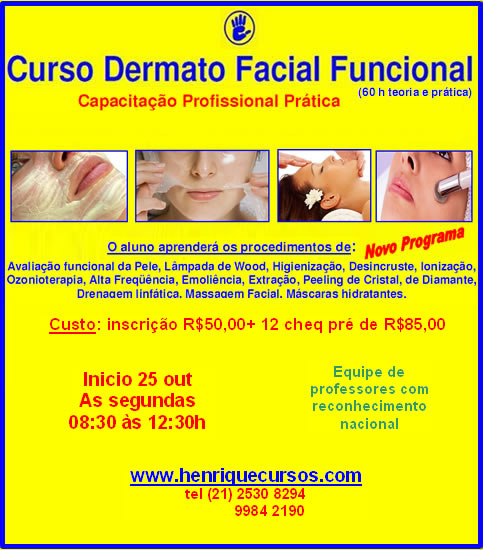 Curso Dermato Facial Funcional
(60 h teoria e prática)
Capacitação Profissional Prática
O aluno aprenderá os procedimentos de:
Novo Programa
Avaliação funcional da Pele, Lâmpada de Wood, Higienização, Desincruste, Ionização,
Ozonioterapia, Alta Freqüência, Emoliência, Extração, Peeling de Cristal, de Diamante,
Drenagem linfática. Massagem Facial. Máscaras hidratantes.
Custo: inscrição R$50,00+ 12 cheq pré de R$85,00
Inicio 25 out
As segundas
08:30 às 12:30h
Equipe de
professores com
reconhecimento
nacional
www.henriquecursos.com
tel (21) 2530 8294
9984 2190